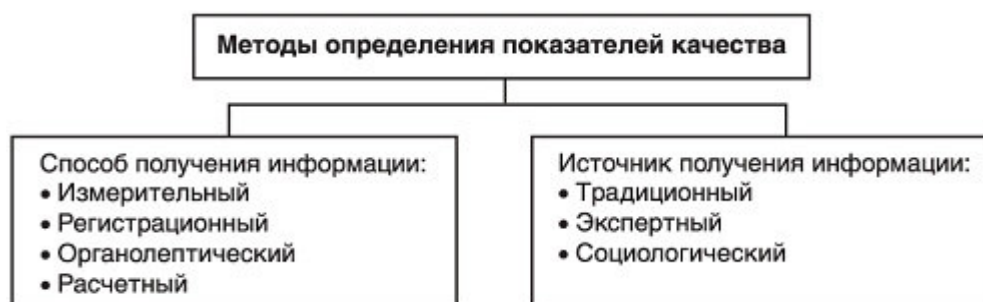 Методы определения показателей качества
Способ получения информации:
• Измерительный
• Регистрационный
• Органолептический
• Расчетный
Источник получения информации:
• Традиционный
• Экспертный
• Социологический